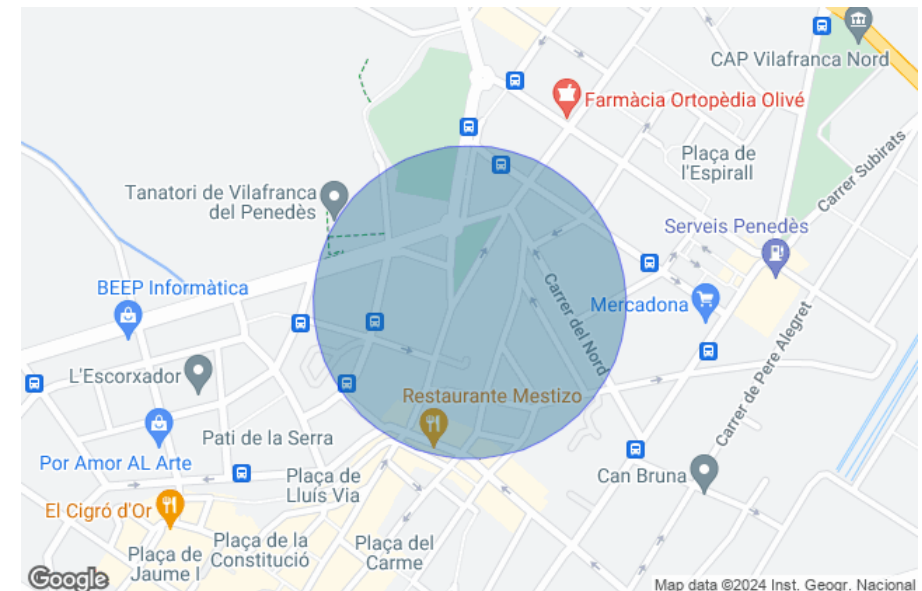 CAP Vilafranca Nord
Farmàcia Ortopèdia Olivé
Plaça de
l'Espirall
Carrer Subirats
Tanatori de Vilafranca
del Penedès
Serveis Penedès
BEEP Informàtica
Carrer del Nord
Mercadona
Carrer de Pere Alegret
L'Escorxador
Restaurante Mestizo
Pati de la Serra
Por Amor AL Arte
Plaça de
Lluís Via
Can Bruna
El Cigró d'Or
Plaça de
Jaume I
Plaça de la
Constitució
Plaça del
Carme
Google
Map data ©2024 Inst. Geogr. Nacional